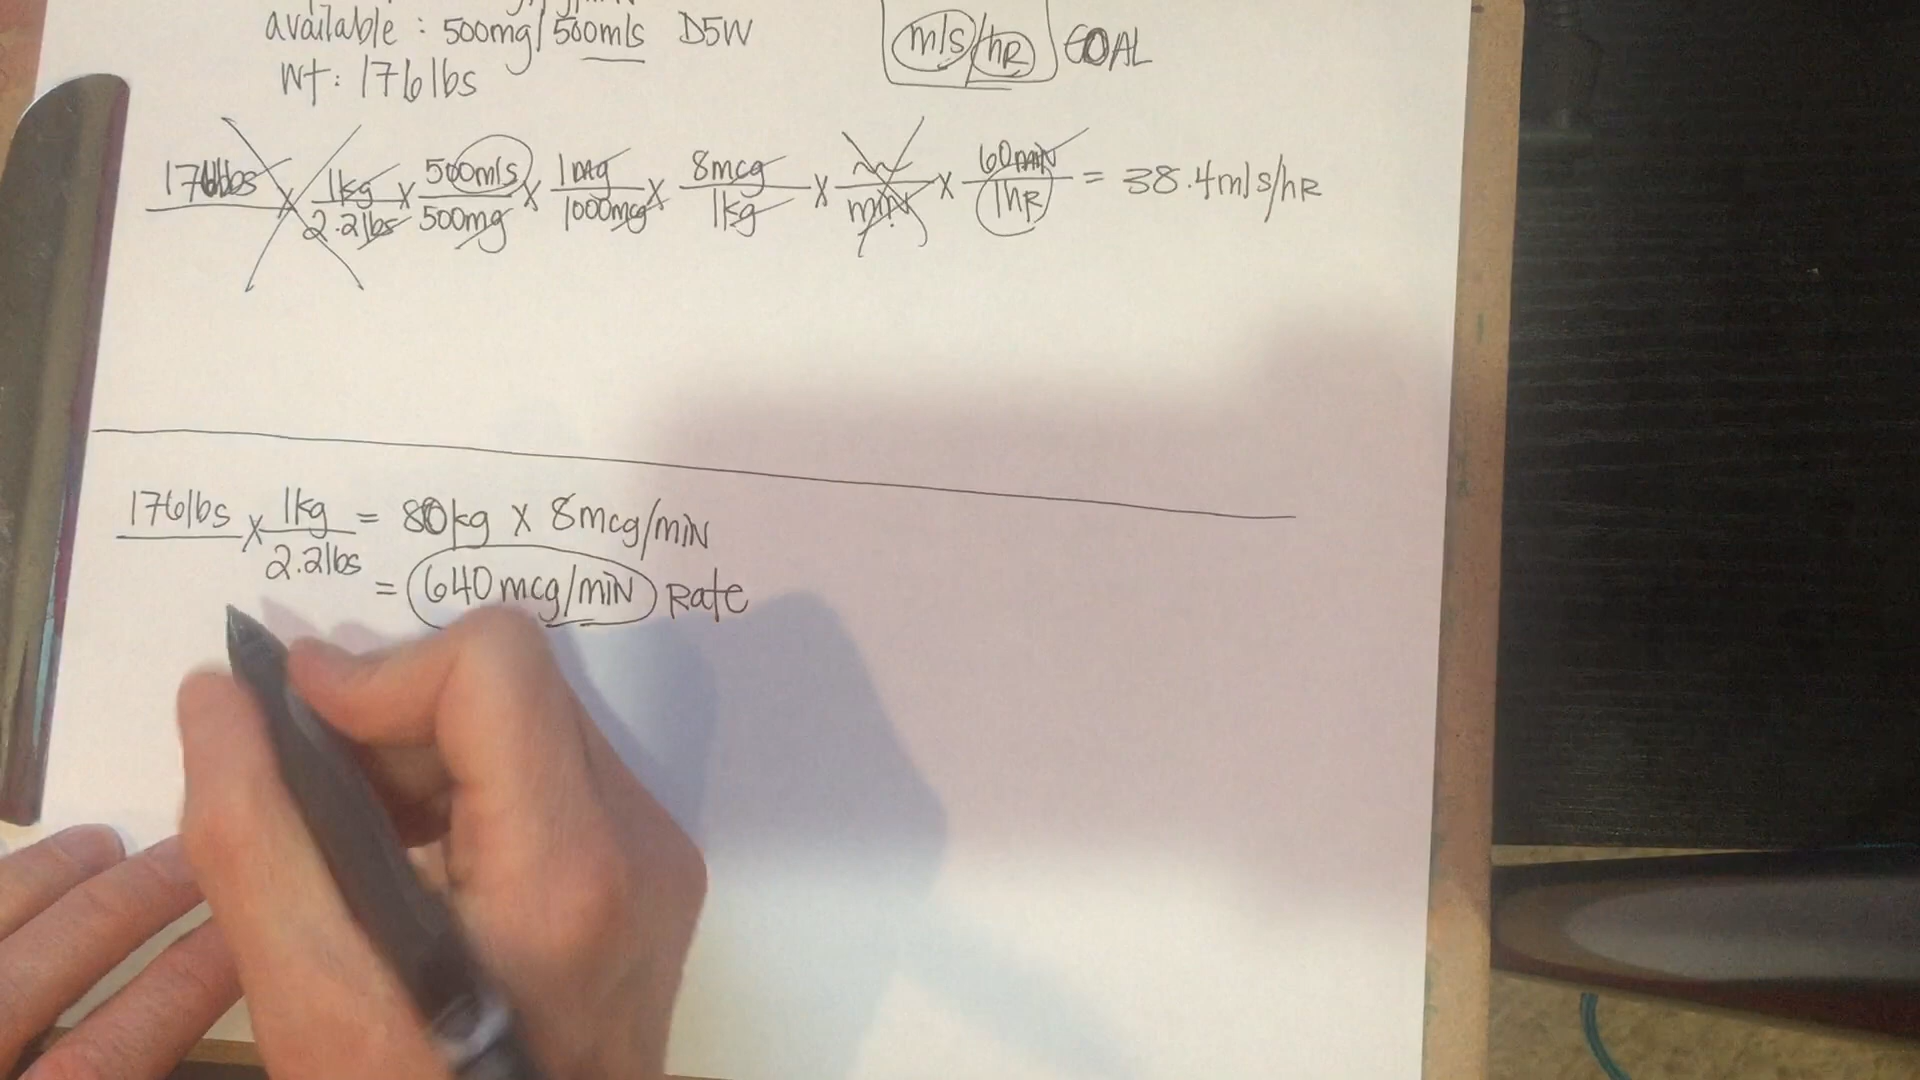 available : 500mg/500mls D5W
mls/hR GOAL
Wt: 176lbs
176lbs x 1kg/2.2lbs x 500mls/500mg x 1mg/1000mcg x 8mcg/1kg x /min x 60min/1hR = 38.4mls/hR
176lbs x 1kg/2.2lbs = 80kg x 8mcg/miN
= 640mcg/miN Rate